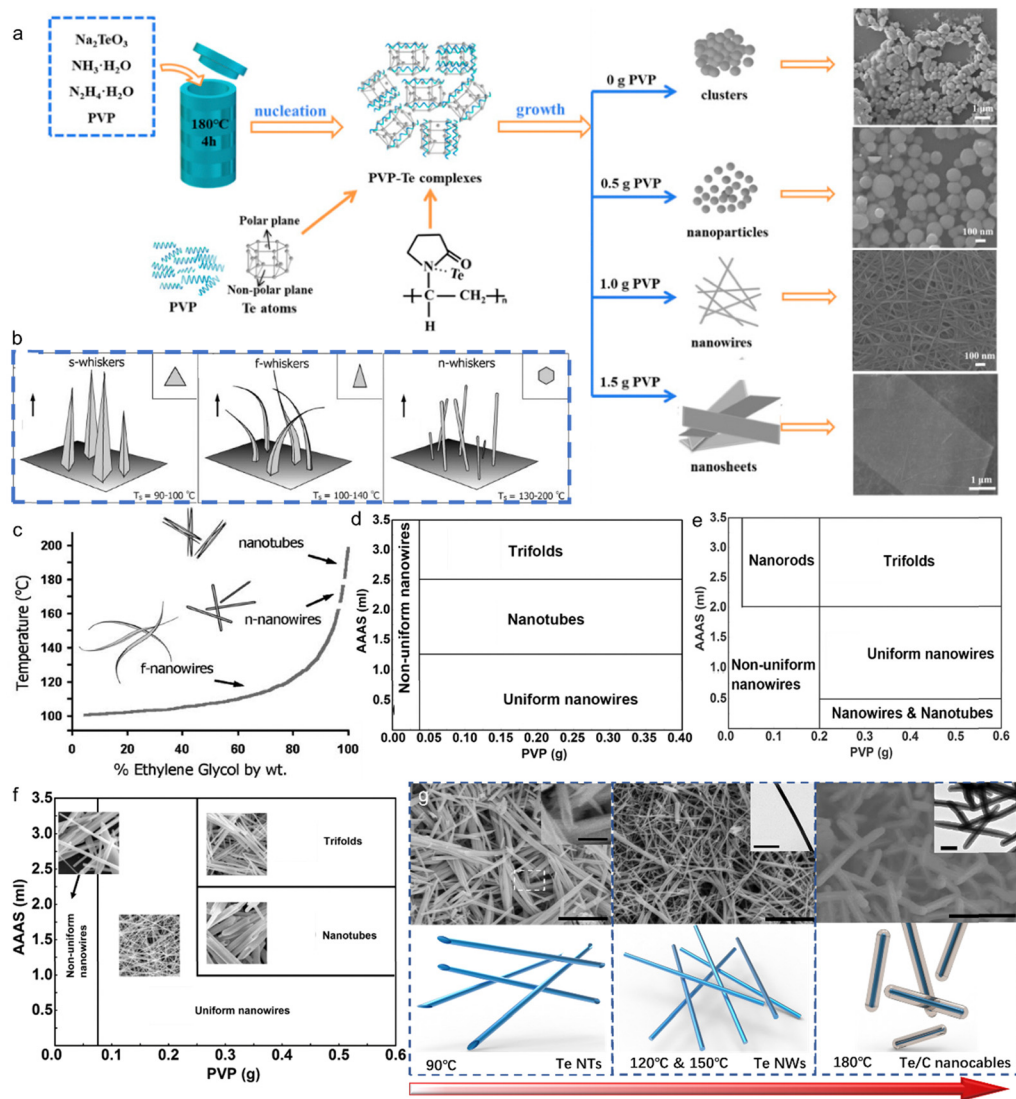 a
Na₂TeO₃
NH₃·H₂O
N₂H₄·H₂O
PVP
180°C
4h
nucleation
PVP-Te complexes
growth
Polar plane
Non-polar plane
PVP
Te atoms
N
O
Te
C
CH₂
n
H
0 g PVP
clusters
1 μm
0.5 g PVP
nanoparticles
100 nm
1.0 g PVP
nanowires
100 nm
1.5 g PVP
nanosheets
1 μm
b
s-whiskers
f-whiskers
n-whiskers
Tₛ = 90-100 °C
Tₛ = 100-140 °C
Tₛ = 130-200 °C
c
Temperature (°C)
200
180
160
140
120
100
nanotubes
n-nanowires
f-nanowires
0 20 40 60 80 100
% Ethylene Glycol by wt.
d
AAAS (ml)
3.5
3.0
2.5
2.0
1.5
1.0
0.5
Non-uniform nanowires
Trifolds
Nanotubes
Uniform nanowires
0.00 0.05 0.10 0.15 0.20 0.25 0.30 0.35 0.40
PVP (g)
e
AAAS (ml)
3.5
3.0
2.5
2.0
1.5
1.0
0.5
Nanorods
Trifolds
Non-uniform
nanowires
Uniform nanowires
Nanowires & Nanotubes
0.0 0.1 0.2 0.3 0.4 0.5 0.6
PVP (g)
f
AAAS (ml)
3.5
3.0
2.5
2.0
1.5
1.0
0.5
Non-uniform
nanowires
Trifolds
Nanotubes
Uniform nanowires
0.0 0.1 0.2 0.3 0.4 0.5 0.6
PVP (g)
g
90℃ Te NTs
120℃ & 150℃ Te NWs
180℃ Te/C nanocables